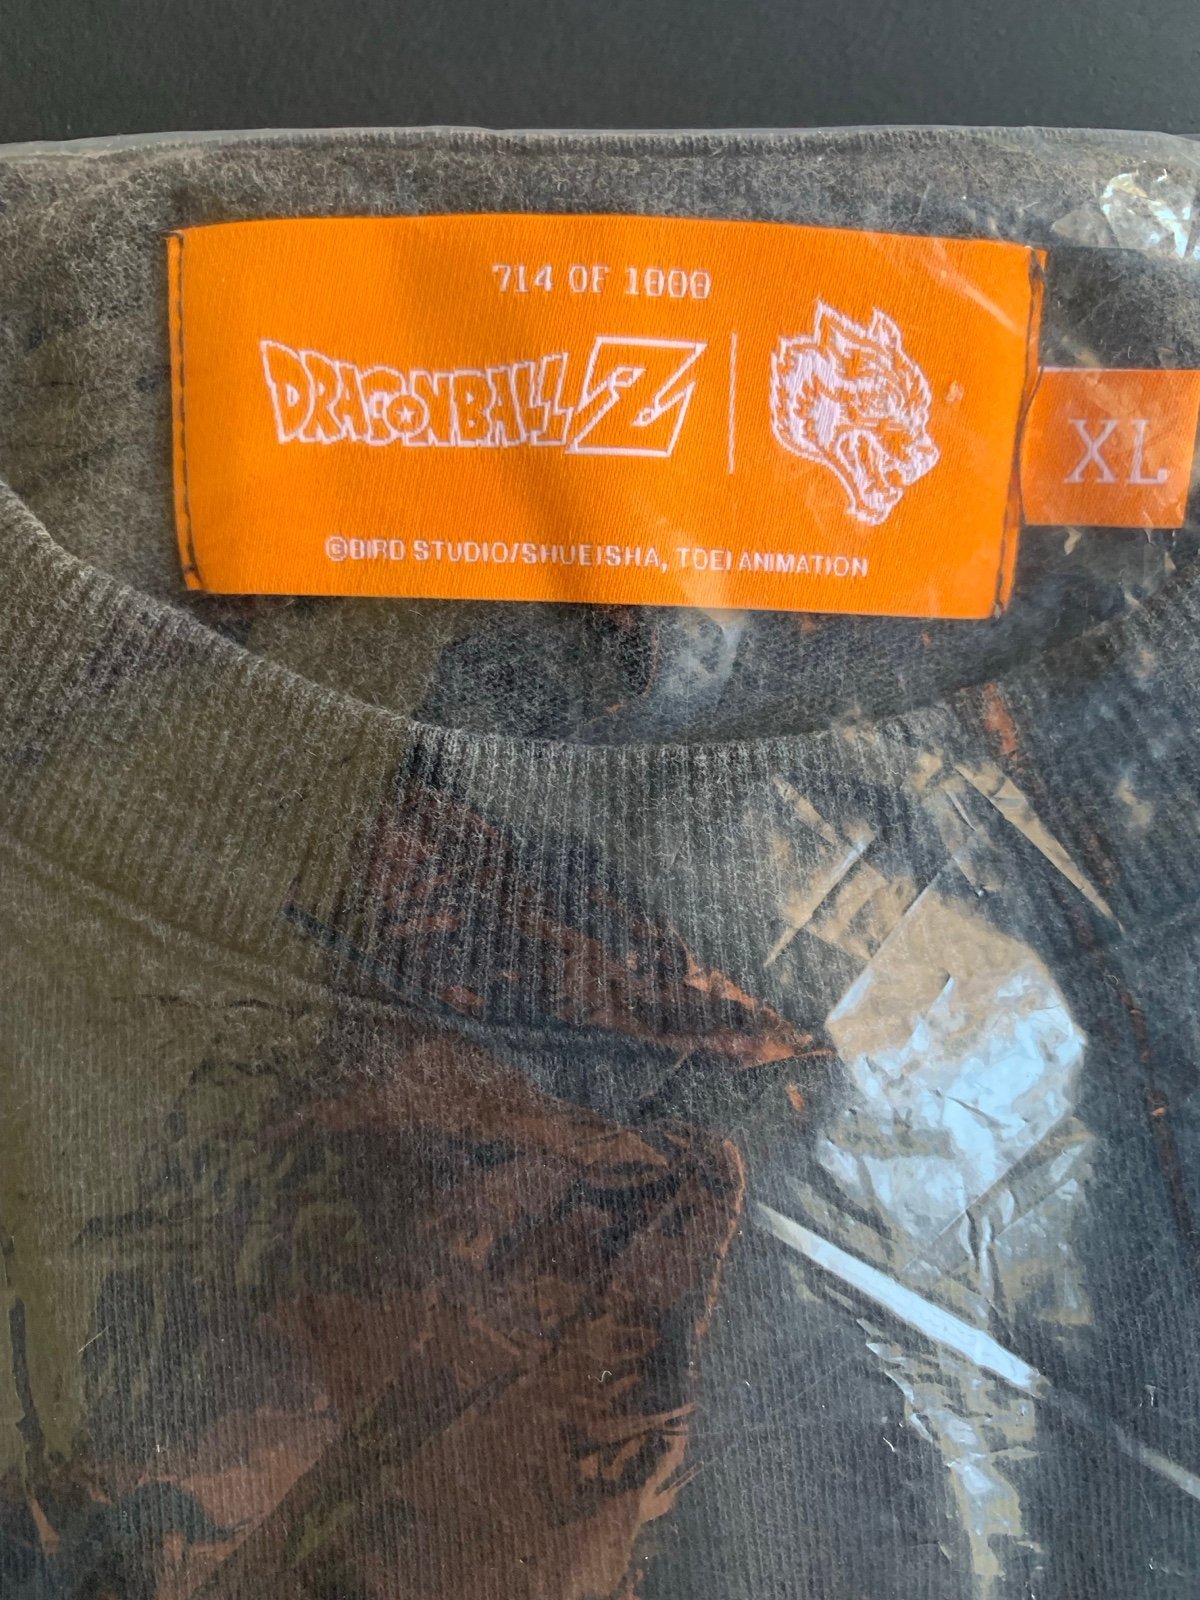 714 OF 1000
DRAGONBALL Z
XL
©BIRD STUDIO/SHUEISHA, TOEI ANIMATION